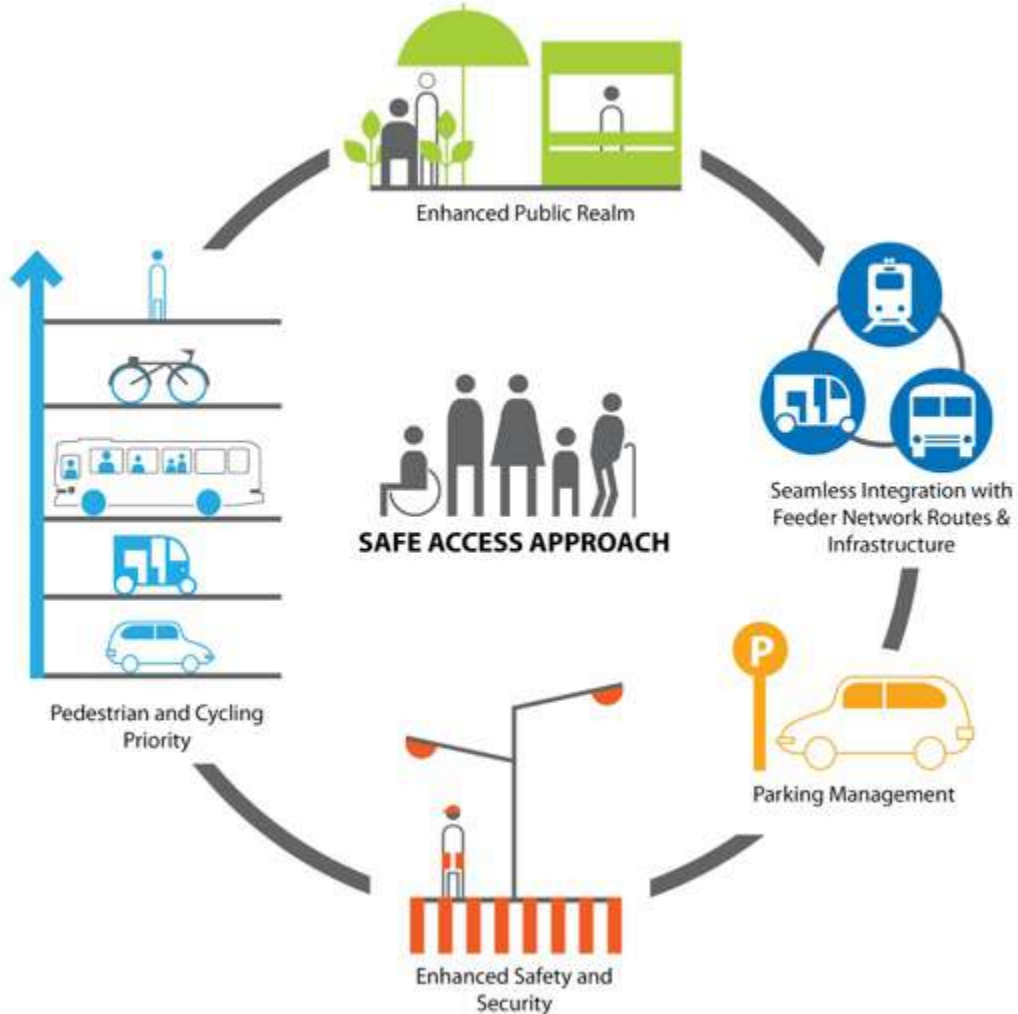 Enhanced Public Realm
Seamless Integration with
Feeder Network Routes &
Infrastructure
SAFE ACCESS APPROACH
P
Parking Management
Pedestrian and Cycling
Priority
Enhanced Safety and
Security